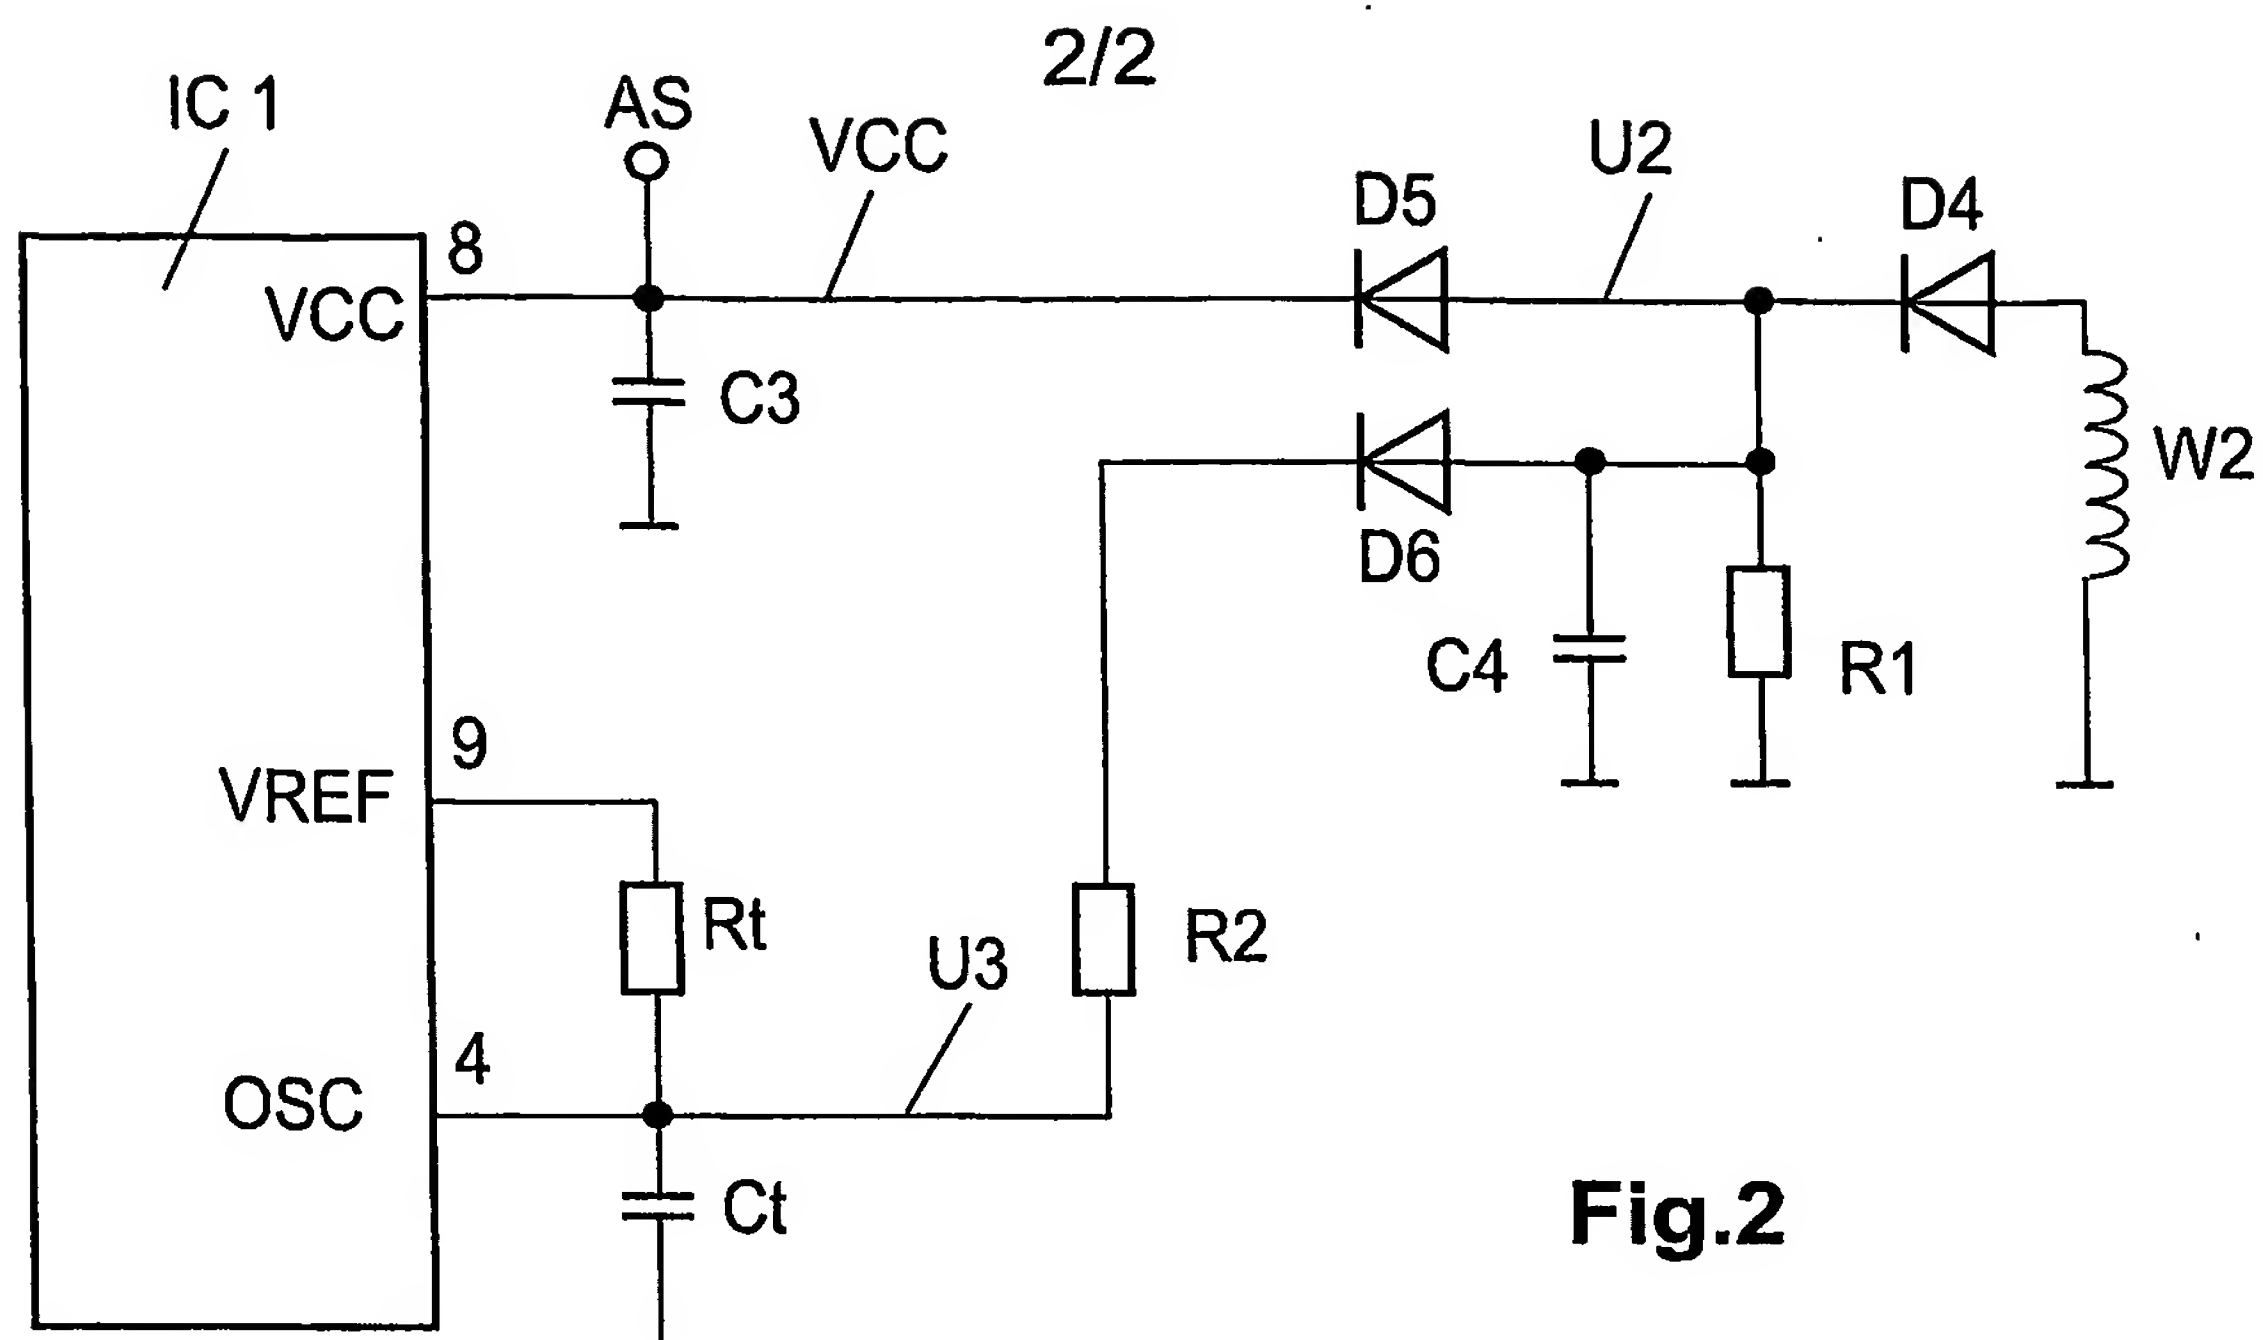 2/2
IC 1
AS
VCC
U2
D5
D4
8
VCC
C3
W2
D6
C4
R1
9
VREF
Rt
R2
U3
4
OSC
Ct
Fig.2